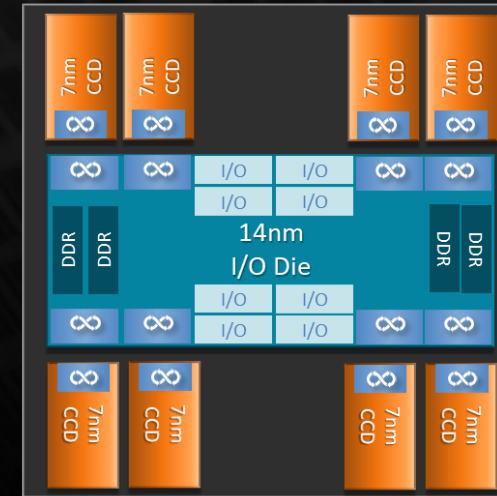 7nm
CCD
7nm
CCD
7nm
CCD
7nm
CCD
∞
∞
∞
∞
∞
∞
I/O
I/O
∞
∞
I/O
I/O
DDR
DDR
14nm
I/O Die
DDR
DDR
I/O
I/O
∞
∞
I/O
I/O
∞
∞
∞
∞
∞
∞
7nm
CCD
7nm
CCD
7nm
CCD
7nm
CCD